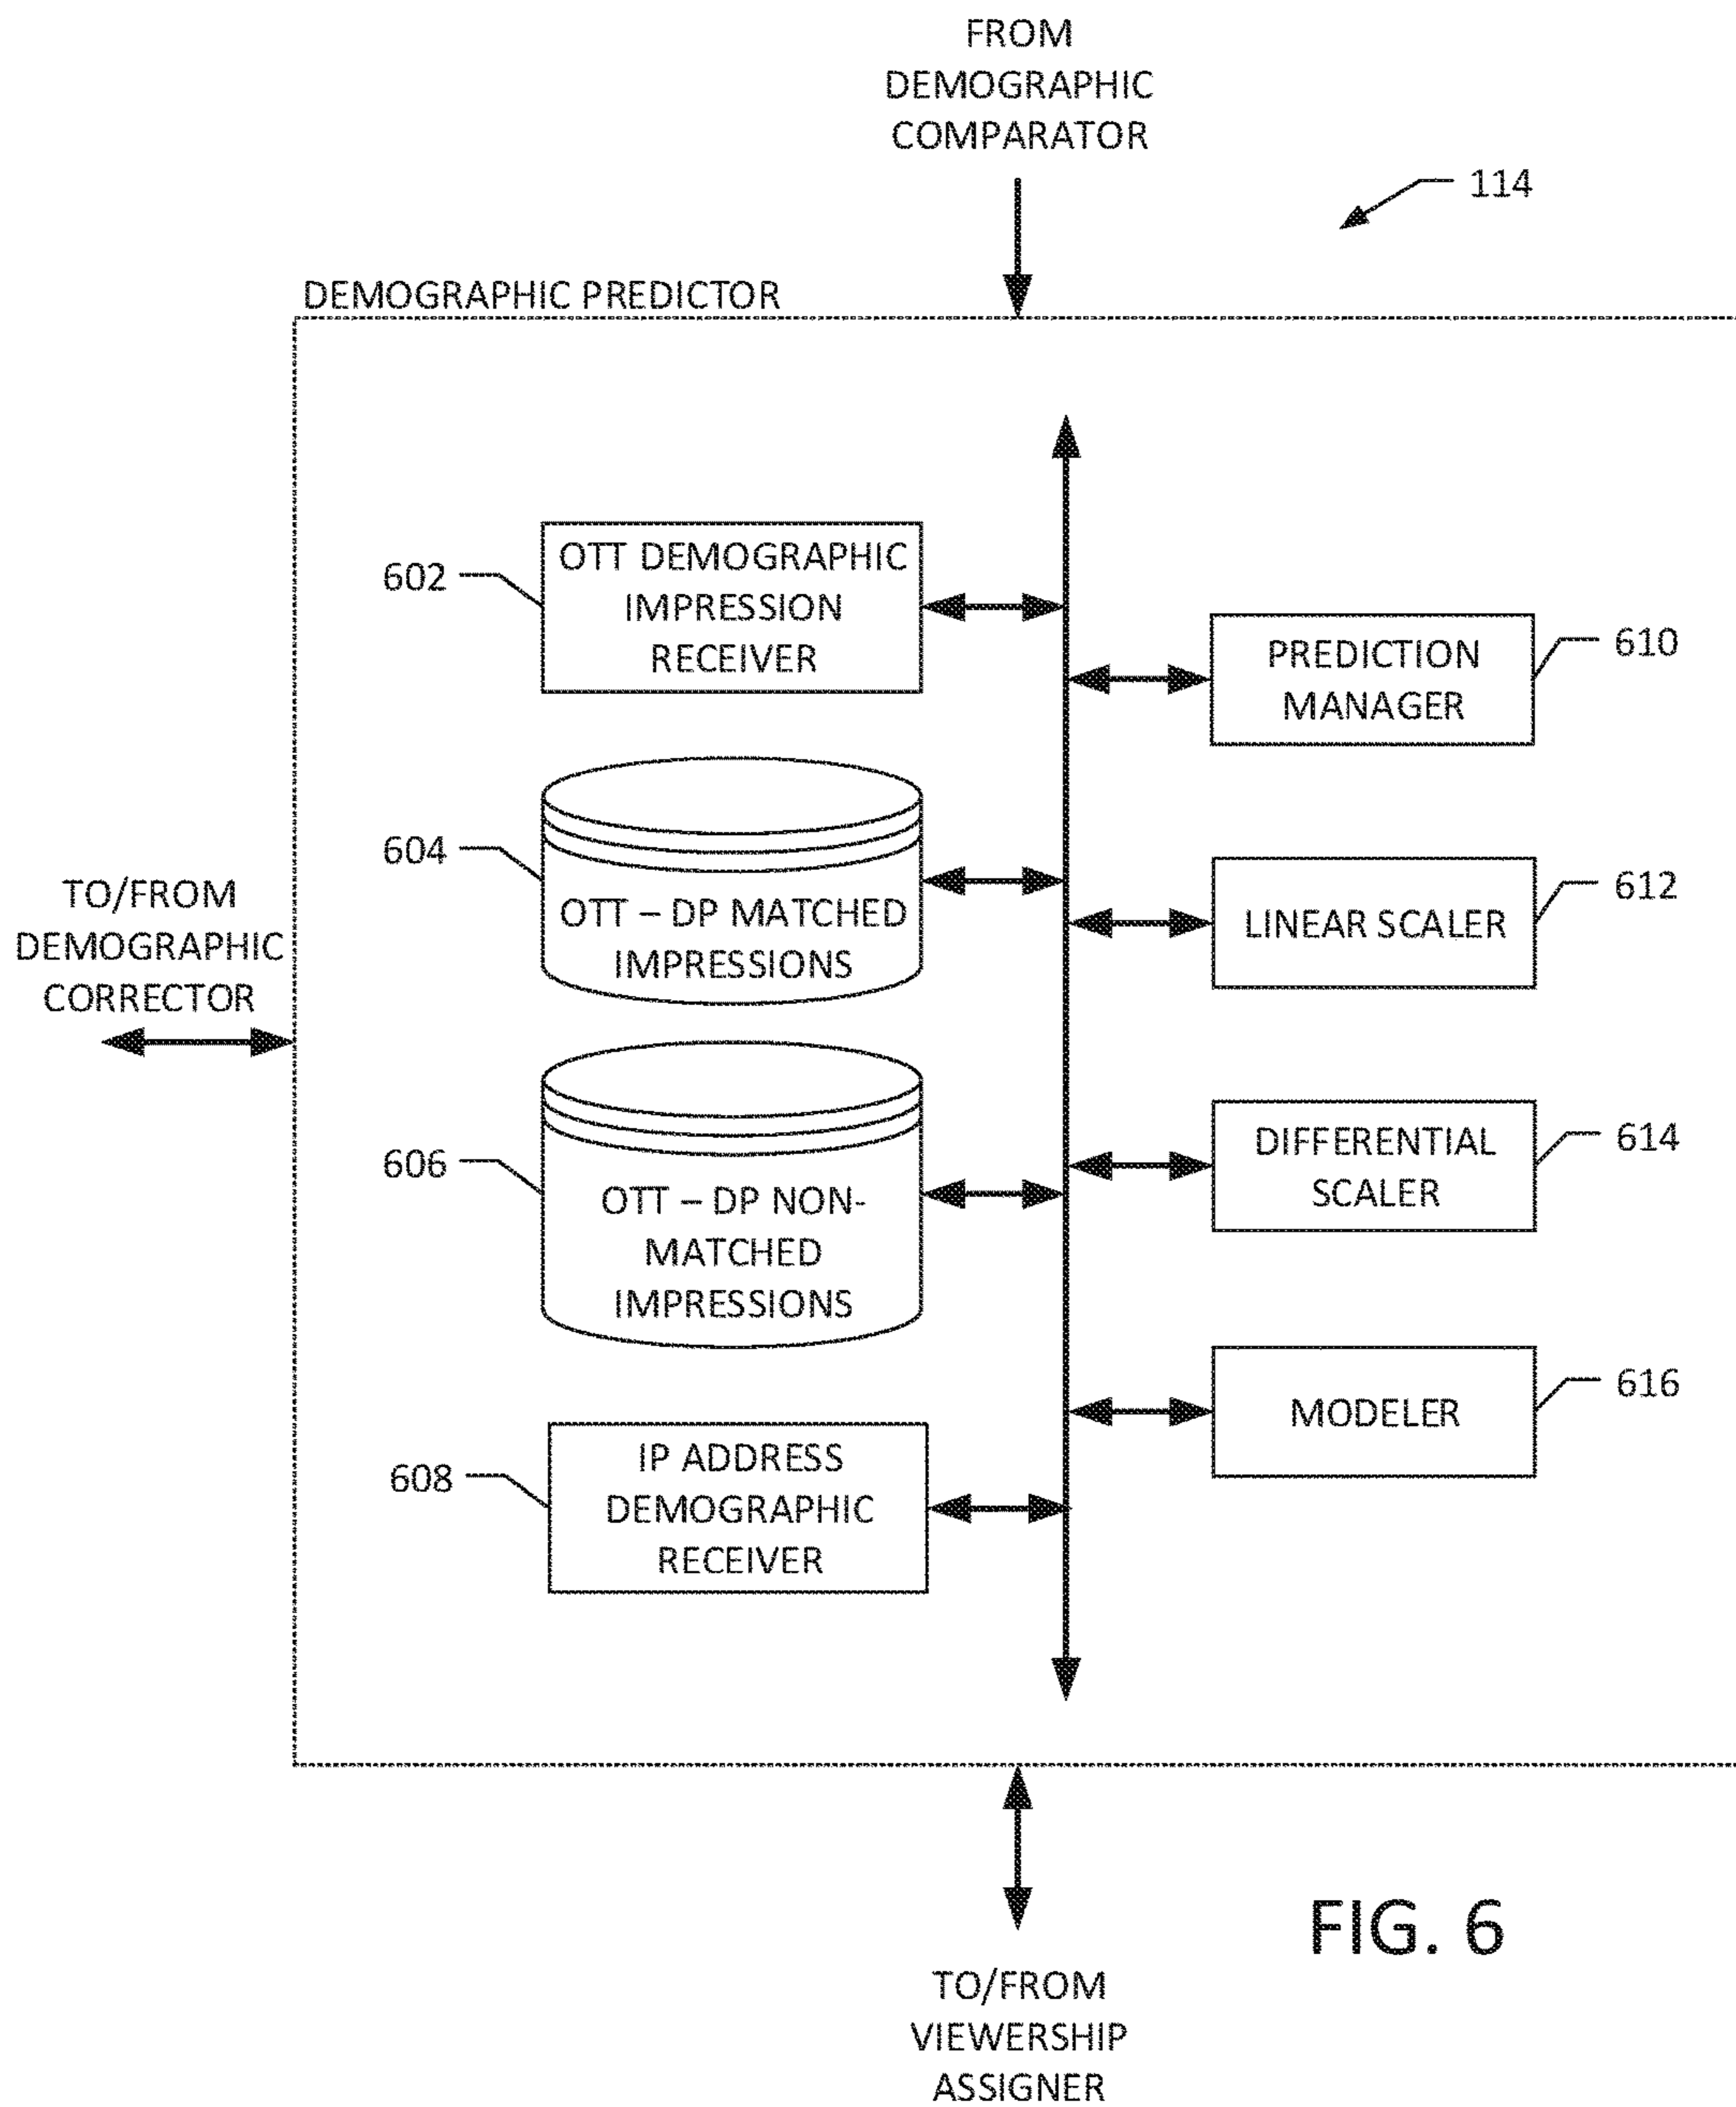 FROM
DEMOGRAPHIC
COMPARATOR
114
DEMOGRAPHIC PREDICTOR
602
OTT DEMOGRAPHIC
IMPRESSION
RECEIVER
610
PREDICTION
MANAGER
604
OTT – DP MATCHED
IMPRESSIONS
612
LINEAR SCALER
TO/FROM
DEMOGRAPHIC
CORRECTOR
606
OTT – DP NON-
MATCHED
IMPRESSIONS
614
DIFFERENTIAL
SCALER
616
MODELER
608
IP ADDRESS
DEMOGRAPHIC
RECEIVER
FIG. 6
TO/FROM
VIEWERSHIP
ASSIGNER